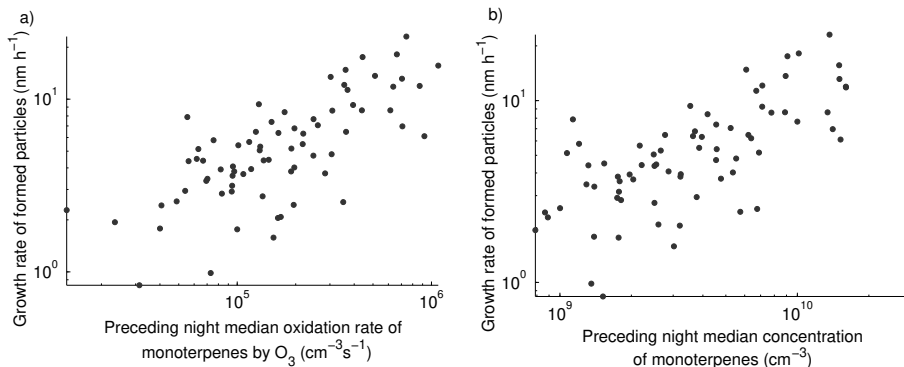 a)
Growth rate of formed particles (nm h⁻¹)
10¹
10⁰
10⁵
10⁶
Preceding night median oxidation rate of
monoterpenes by O₃ (cm⁻³s⁻¹)
b)
Growth rate of formed particles (nm h⁻¹)
10¹
10⁰
10⁹
10¹⁰
Preceding night median concentration
of monoterpenes (cm⁻³)